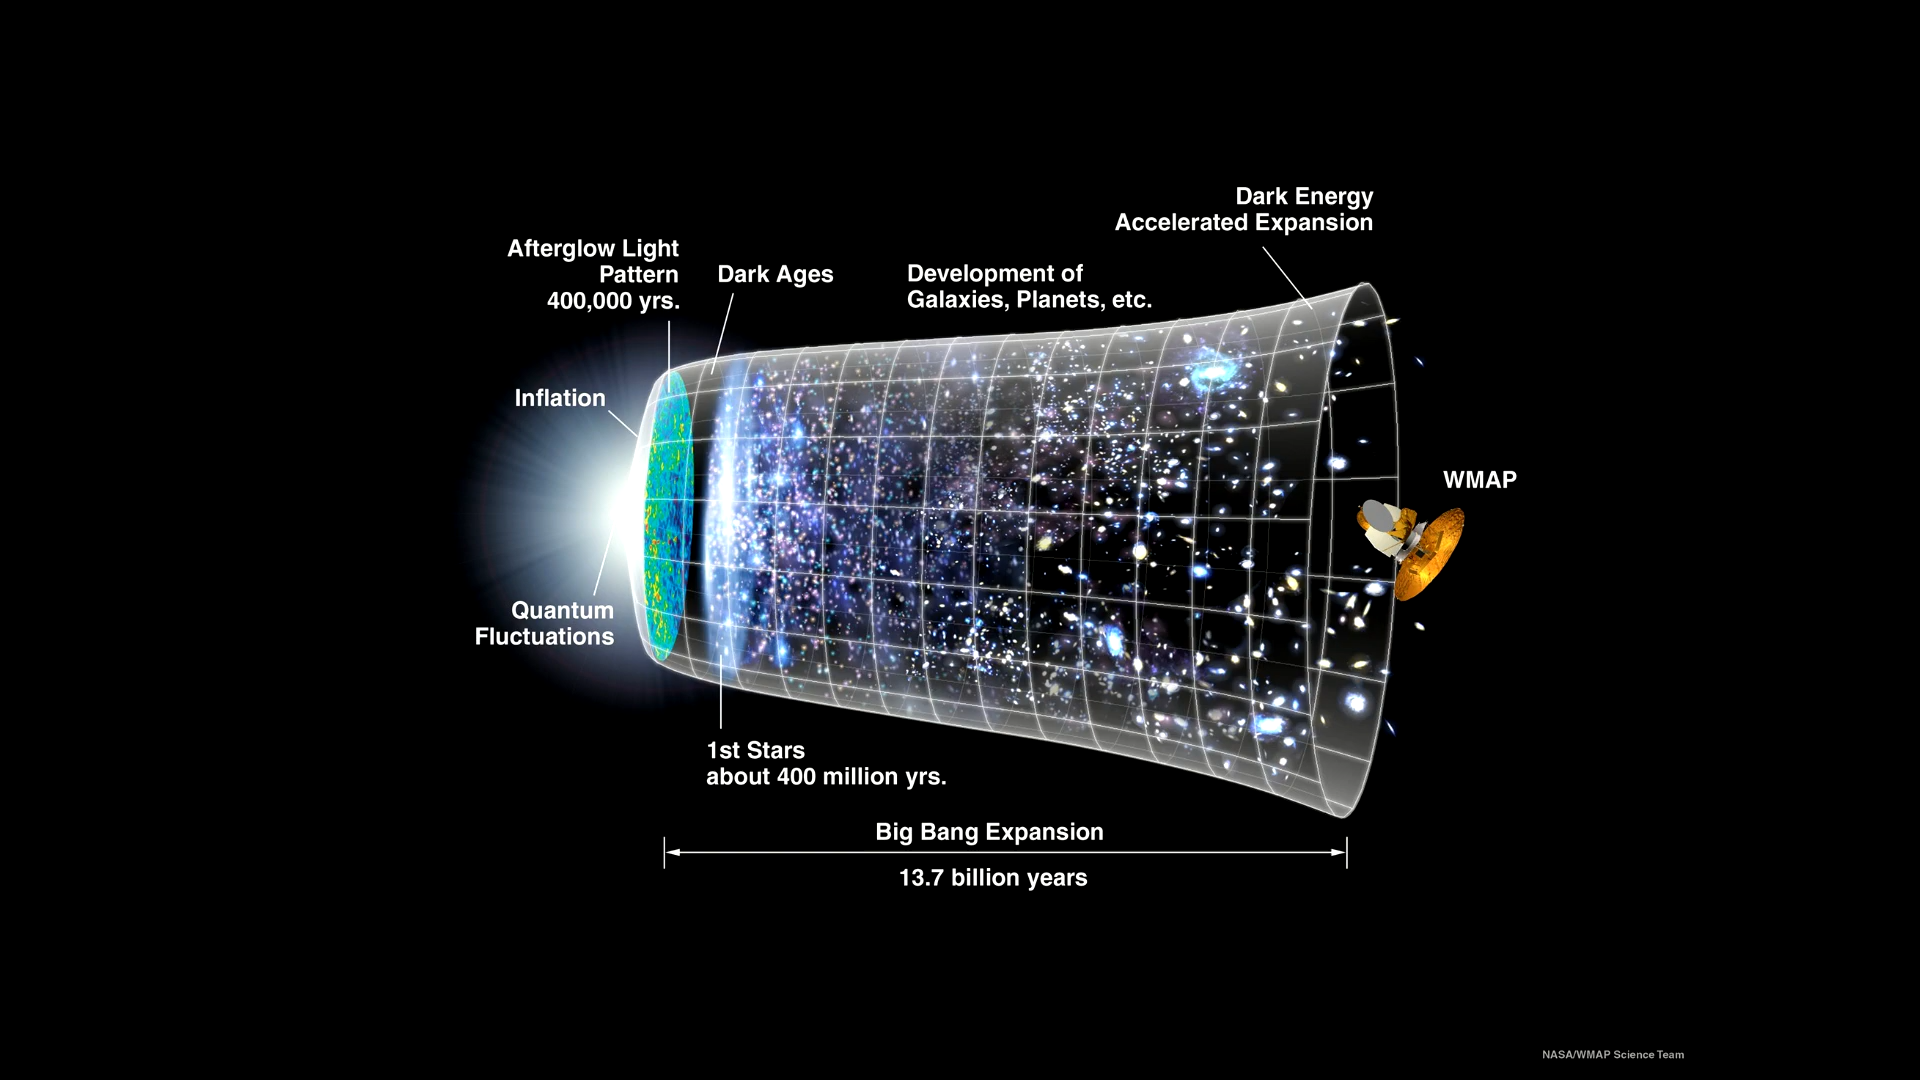 Dark Energy
Accelerated Expansion
Afterglow Light
Pattern
400,000 yrs.
Dark Ages
Development of
Galaxies, Planets, etc.
Inflation
WMAP
Quantum
Fluctuations
1st Stars
about 400 million yrs.
Big Bang Expansion
13.7 billion years
NASA/WMAP Science Team